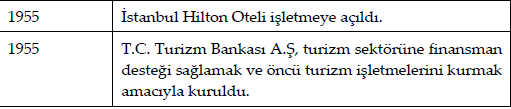 1955 İstanbul Hilton Oteli işletmeye açıldı.
1955 T.C. Turizm Bankası A.Ş, turizm sektörüne finansman
desteği sağlamak ve öncü turizm işletmelerini kurmak
amacıyla kuruldu.